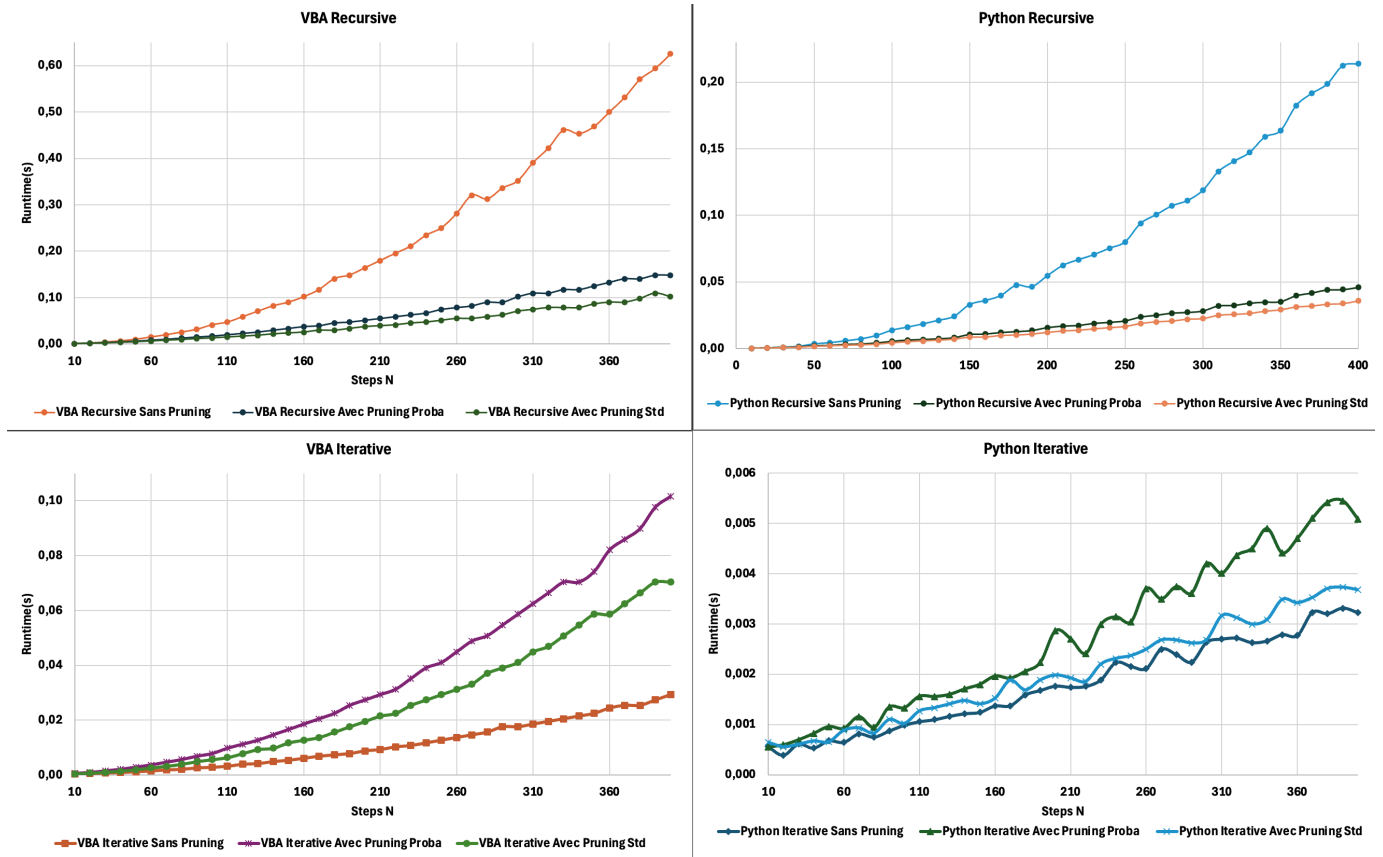 VBA Recursive
0,60
0,50
0,40
0,30
0,20
0,10
0,00
Runtime(s)
10 60 110 160 210 260 310 360
Steps N
VBA Recursive Sans Pruning VBA Recursive Avec Pruning Proba VBA Recursive Avec Pruning Std
Python Recursive
0,20
0,15
0,10
0,05
0,00
0 50 100 150 200 250 300 350 400
Python Recursive Sans Pruning Python Recursive Avec Pruning Proba Python Recursive Avec Pruning Std
VBA Iterative
0,10
0,08
0,06
0,04
0,02
0,00
Runtime(s)
10 60 110 160 210 260 310 360
Steps N
VBA Iterative Sans Pruning VBA Iterative Avec Pruning Proba VBA Iterative Avec Pruning Std
Python Iterative
0,006
0,005
0,004
0,003
0,002
0,001
0,000
Runtime(s)
10 60 110 160 210 260 310 360
Steps N
Python Iterative Sans Pruning Python Iterative Avec Pruning Proba Python Iterative Avec Pruning Std